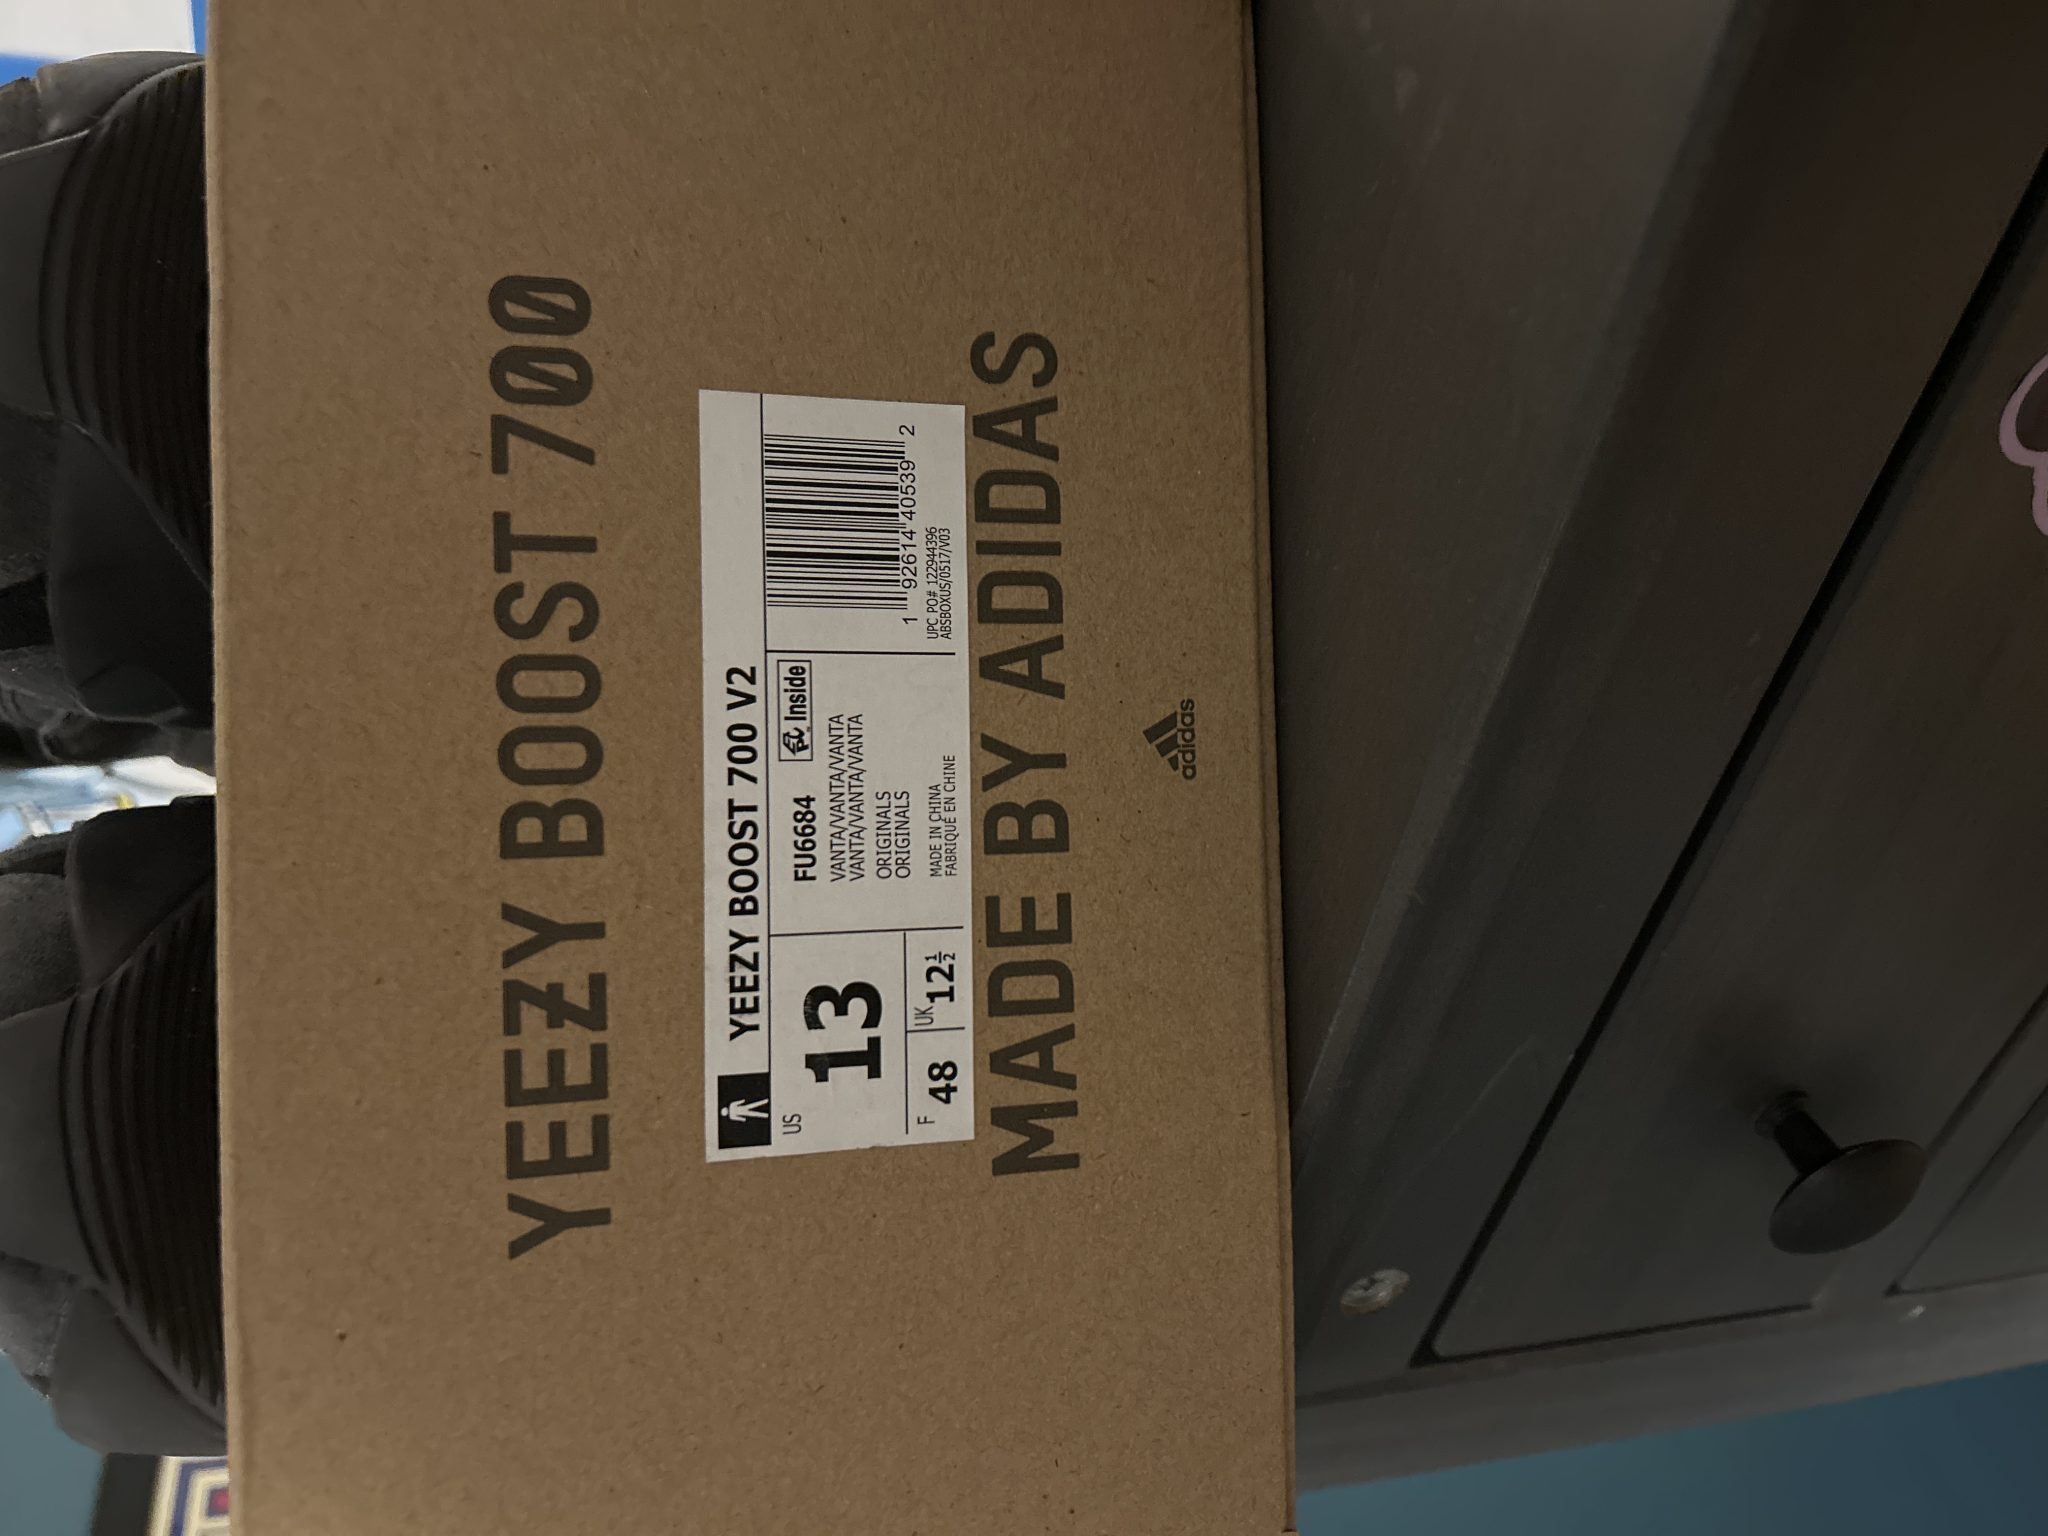 YEEZY BOOST 700
YEEZY BOOST 700 V2
US
13
F 48
UK 12½
FU6684
Inside
VANTA/VANTA/VANTA
VANTA/VANTA/VANTA
ORIGINALS
ORIGINALS
MADE IN CHINA
FABRIQUÉ EN CHINE
1 92614 40539 2
UPC PO# 122944396
ABSBOXUS/0517/V03
MADE BY ADIDAS
adidas